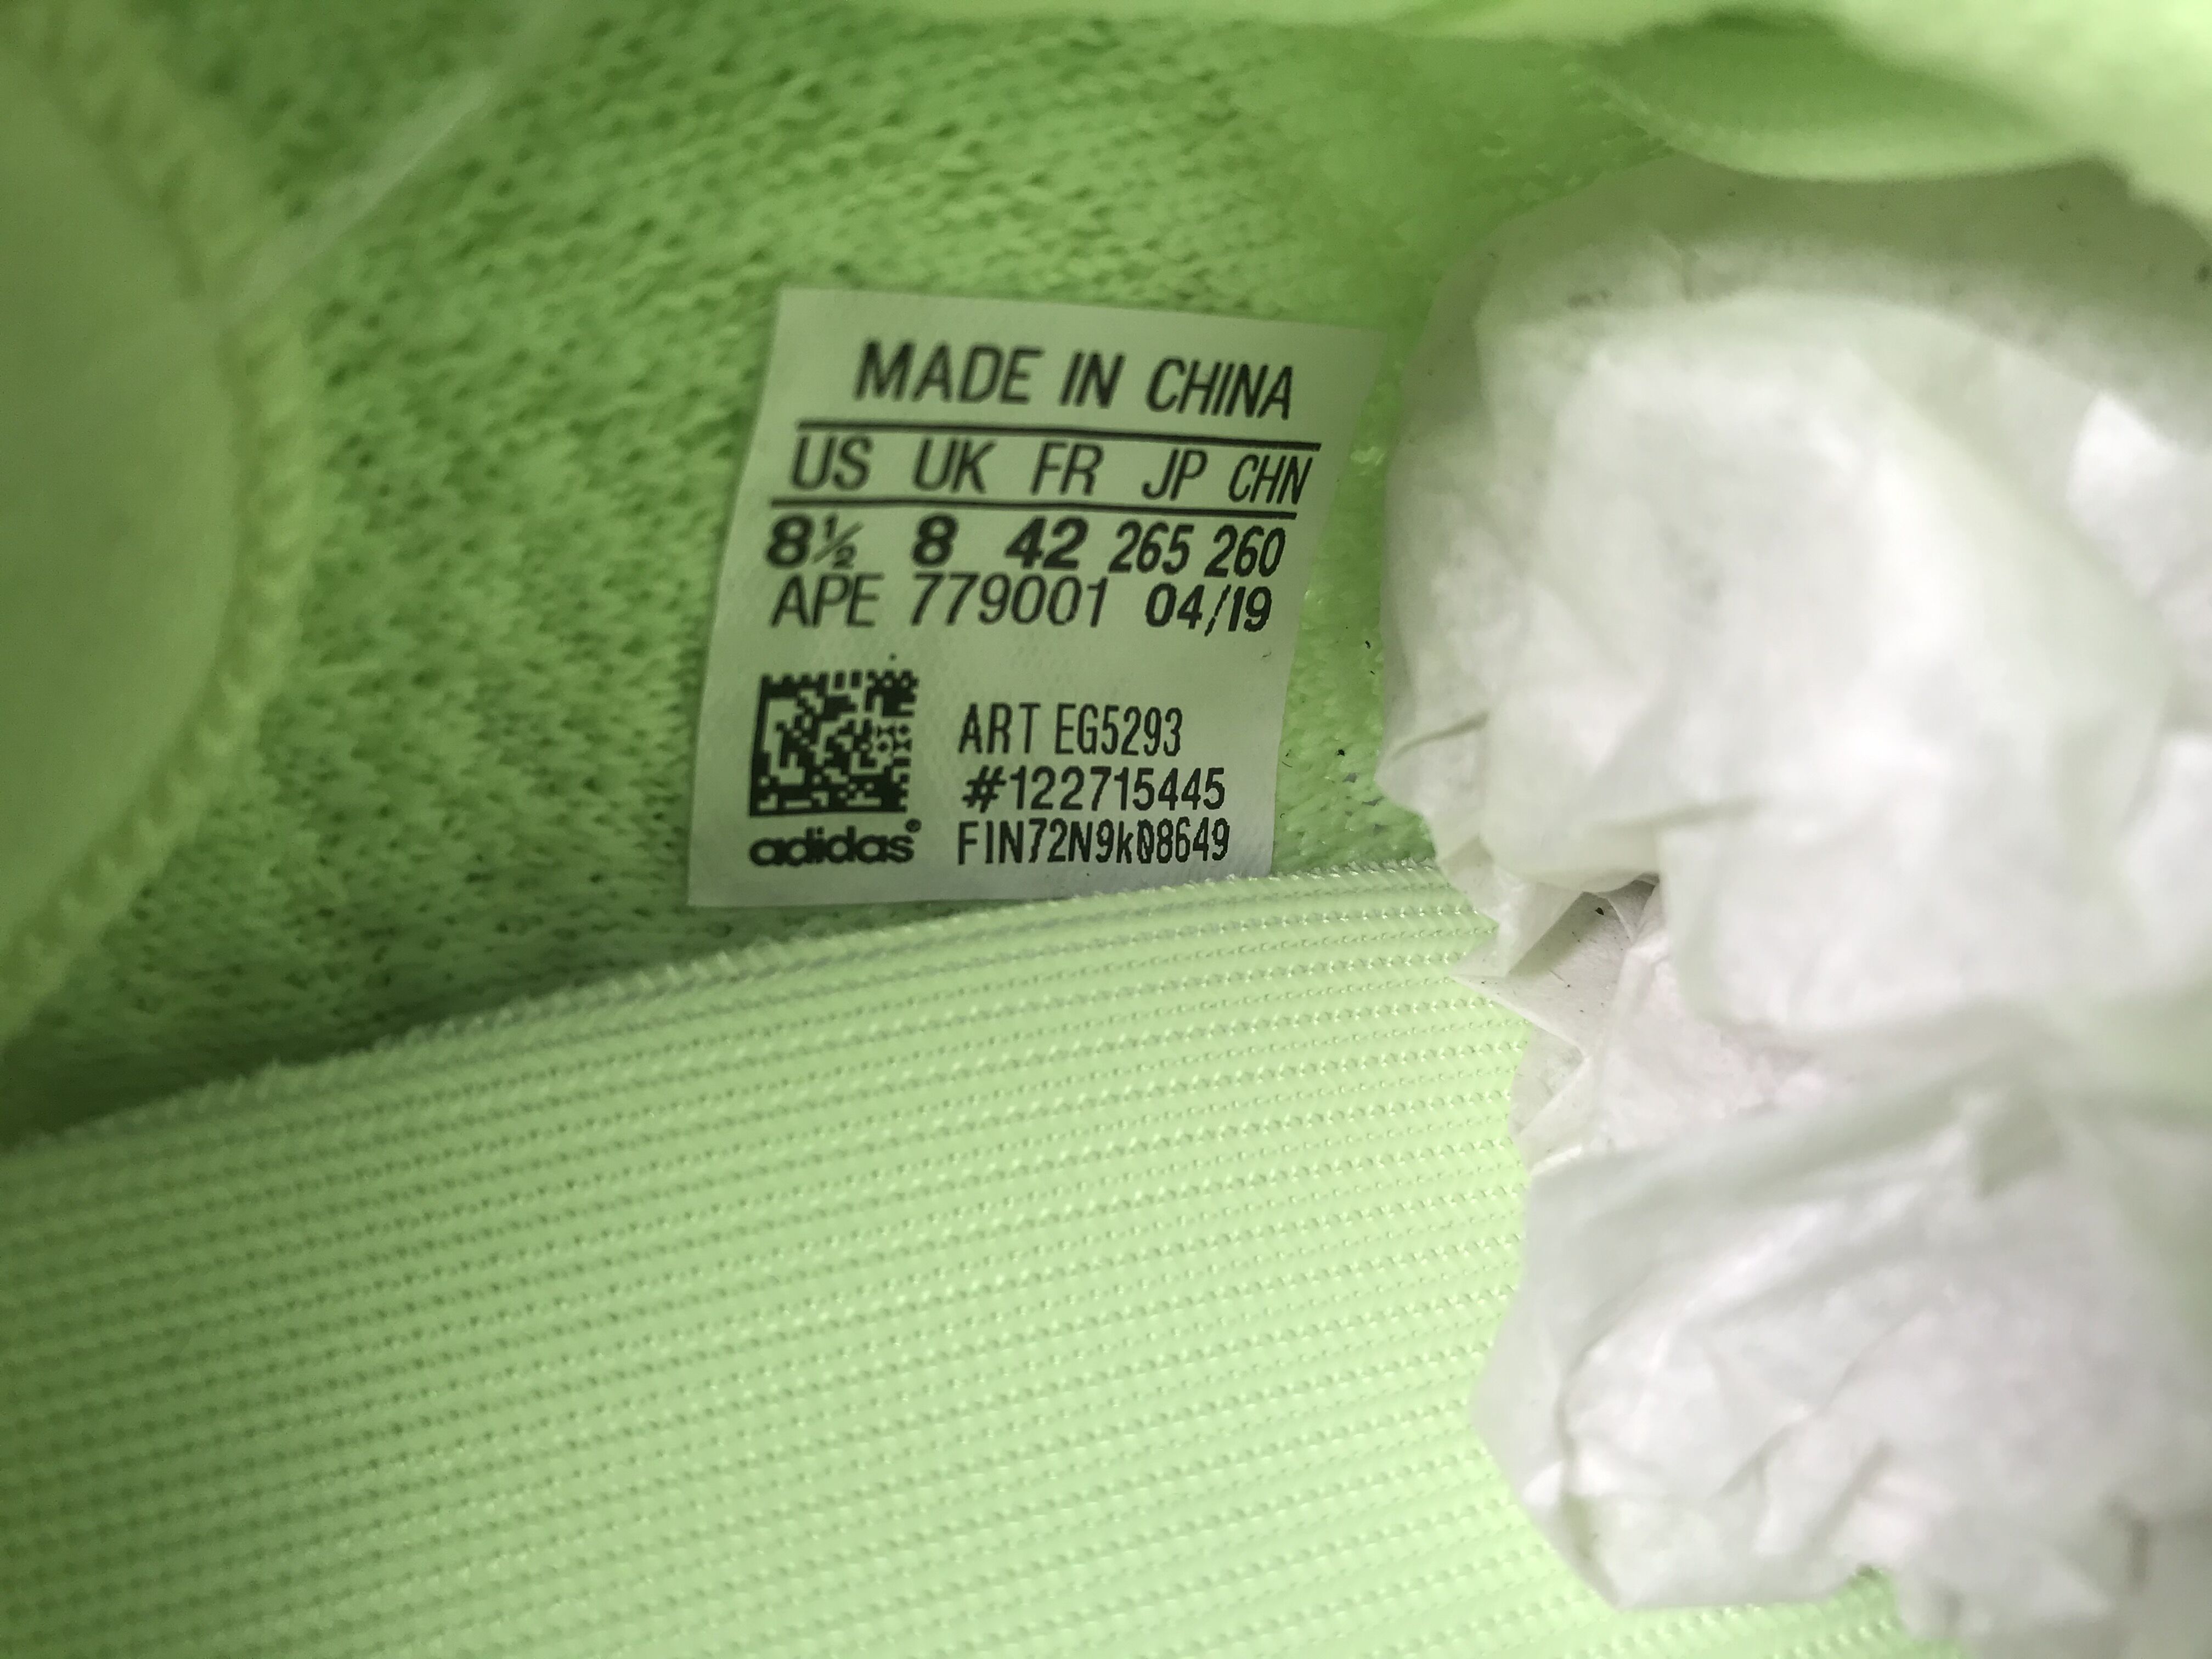 MADE IN CHINA
US UK FR JP CHN
8½ 8 42 265 260
APE 779001 04/19
ART EG5293
#122715445
adidas® FIN72N9k08649